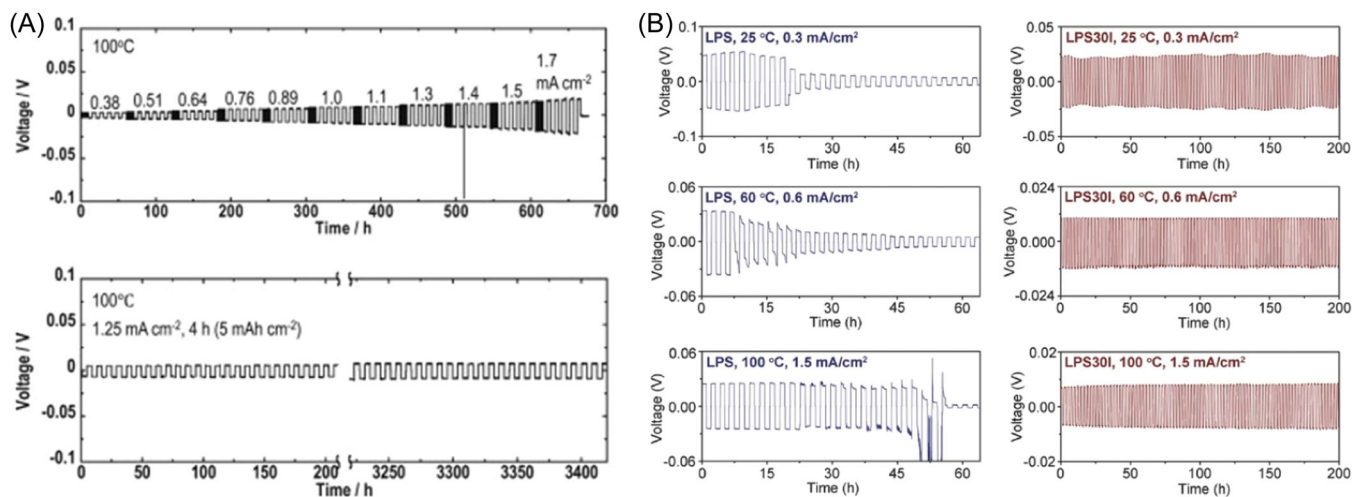 (A)
0.1
100°C
0.05
1.7
mA cm⁻²
0.38 0.51 0.64 0.76 0.89 1.0 1.1 1.3 1.4 1.5
0
-0.05
-0.1
Voltage / V
0 100 200 300 400 500 600 700
Time / h
0.1
100°C
0.05
1.25 mA cm⁻², 4 h (5 mAh cm⁻²)
0
-0.05
-0.1
Voltage / V
0 50 100 150 200 3250 3300 3350 3400
Time / h
(B)
LPS, 25 °C, 0.3 mA/cm²
0.1
0.0
-0.1
Voltage (V)
0 15 30 45 60
Time (h)
LPS30I, 25 °C, 0.3 mA/cm²
0.05
0.00
-0.05
Voltage (V)
0 50 100 150 200
Time (h)
LPS, 60 °C, 0.6 mA/cm²
0.06
0.00
-0.06
Voltage (V)
0 15 30 45 60
Time (h)
LPS30I, 60 °C, 0.6 mA/cm²
0.024
0.000
-0.024
Voltage (V)
0 50 100 150 200
Time (h)
LPS, 100 °C, 1.5 mA/cm²
0.06
0.00
-0.06
Voltage (V)
0 15 30 45 60
Time (h)
LPS30I, 100 °C, 1.5 mA/cm²
0.02
0.00
-0.02
Voltage (V)
0 50 100 150 200
Time (h)